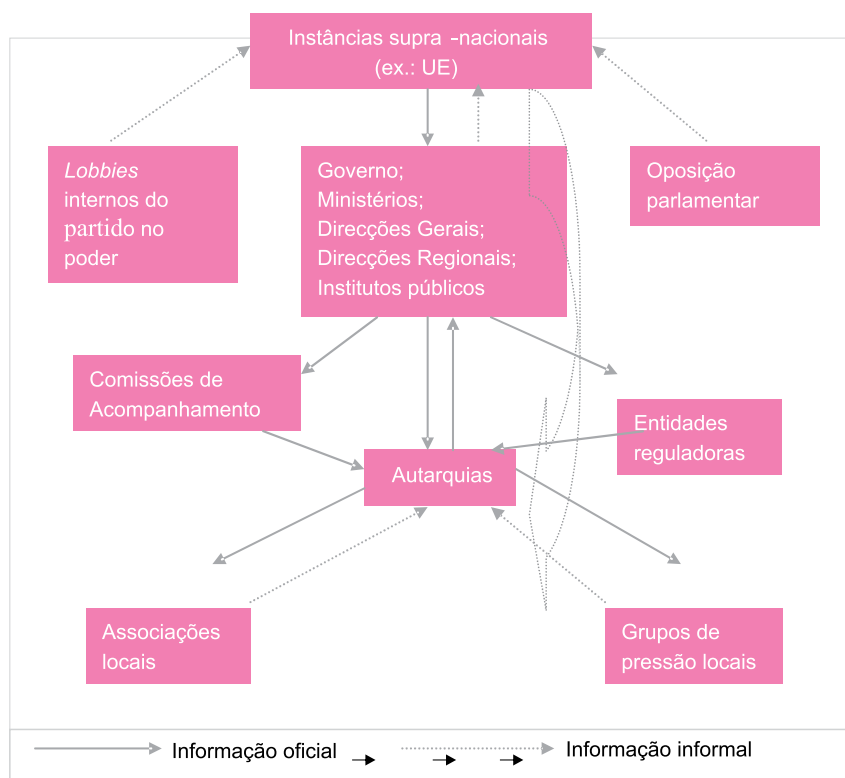 Instâncias supra -nacionais
(ex.: UE)
Lobbies
internos do
partido no
poder
Governo;
Ministérios;
Direcções Gerais;
Direcções Regionais;
Institutos públicos
Oposição
parlamentar
Comissões de
Acompanhamento
Entidades
reguladoras
Autarquias
Associações
locais
Grupos de
pressão locais
Informação oficial
Informação informal